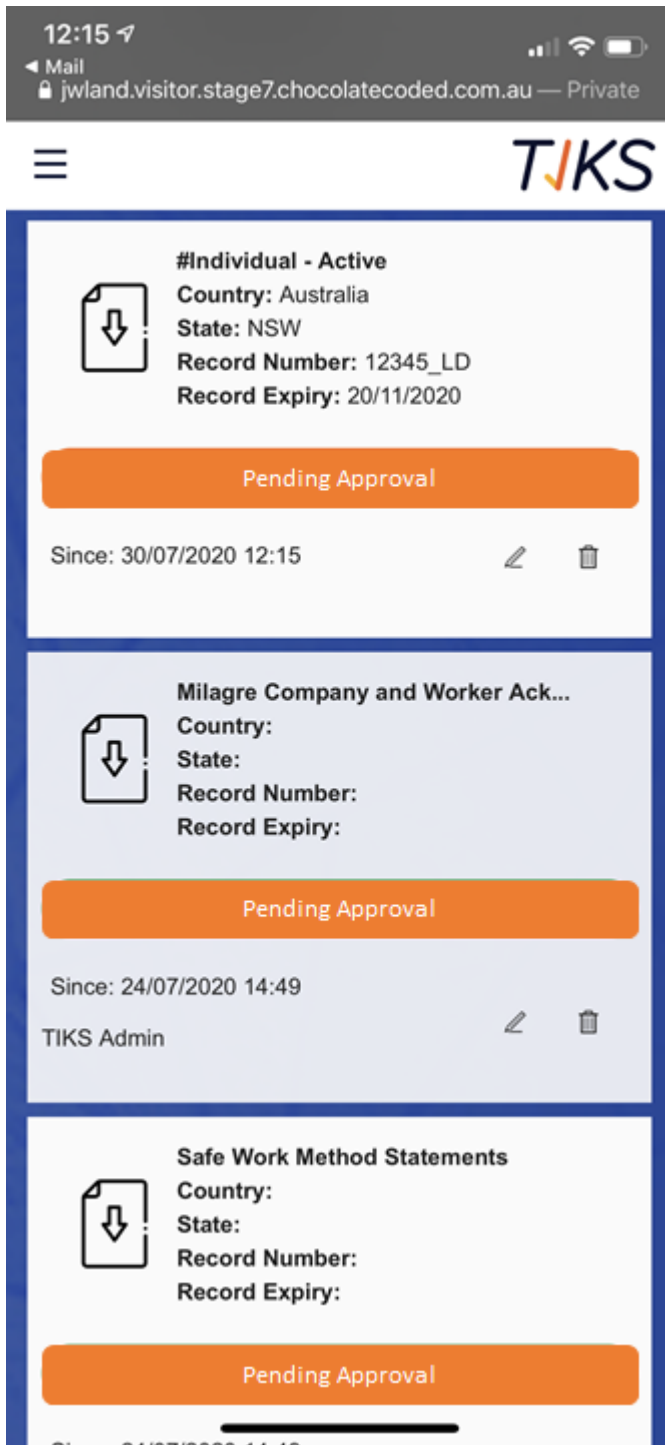 12:15
Mail
jwland.visitor.stage7.chocolatecoded.com.au — Private
TIKS
#Individual - Active
Country: Australia
State: NSW
Record Number: 12345_LD
Record Expiry: 20/11/2020
Pending Approval
Since: 30/07/2020 12:15
Milagre Company and Worker Ack...
Country:
State:
Record Number:
Record Expiry:
Pending Approval
Since: 24/07/2020 14:49
TIKS Admin
Safe Work Method Statements
Country:
State:
Record Number:
Record Expiry:
Pending Approval